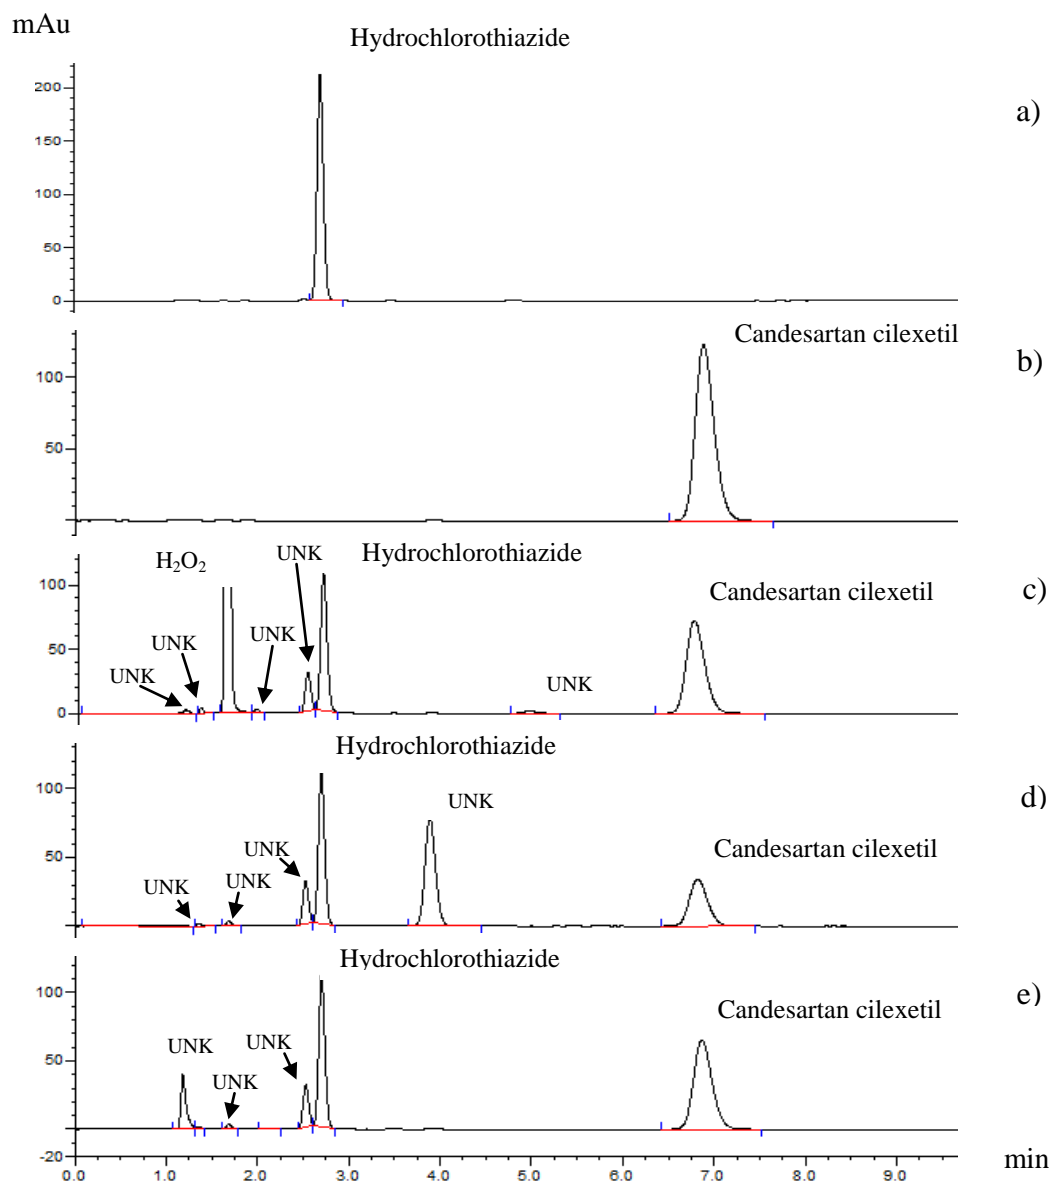 mAu
Hydrochlorothiazide
a)
200
150
100
50
0
Candesartan cilexetil
b)
100
50
H₂O₂
UNK
Hydrochlorothiazide
c)
100
Candesartan cilexetil
50
UNK
UNK
UNK
UNK
0
Hydrochlorothiazide
d)
100
UNK
50
UNK
Candesartan cilexetil
UNK
UNK
0
Hydrochlorothiazide
e)
100
Candesartan cilexetil
50
UNK
UNK
UNK
0
-20
0.0 1.0 2.0 3.0 4.0 5.0 6.0 7.0 8.0 9.0
min